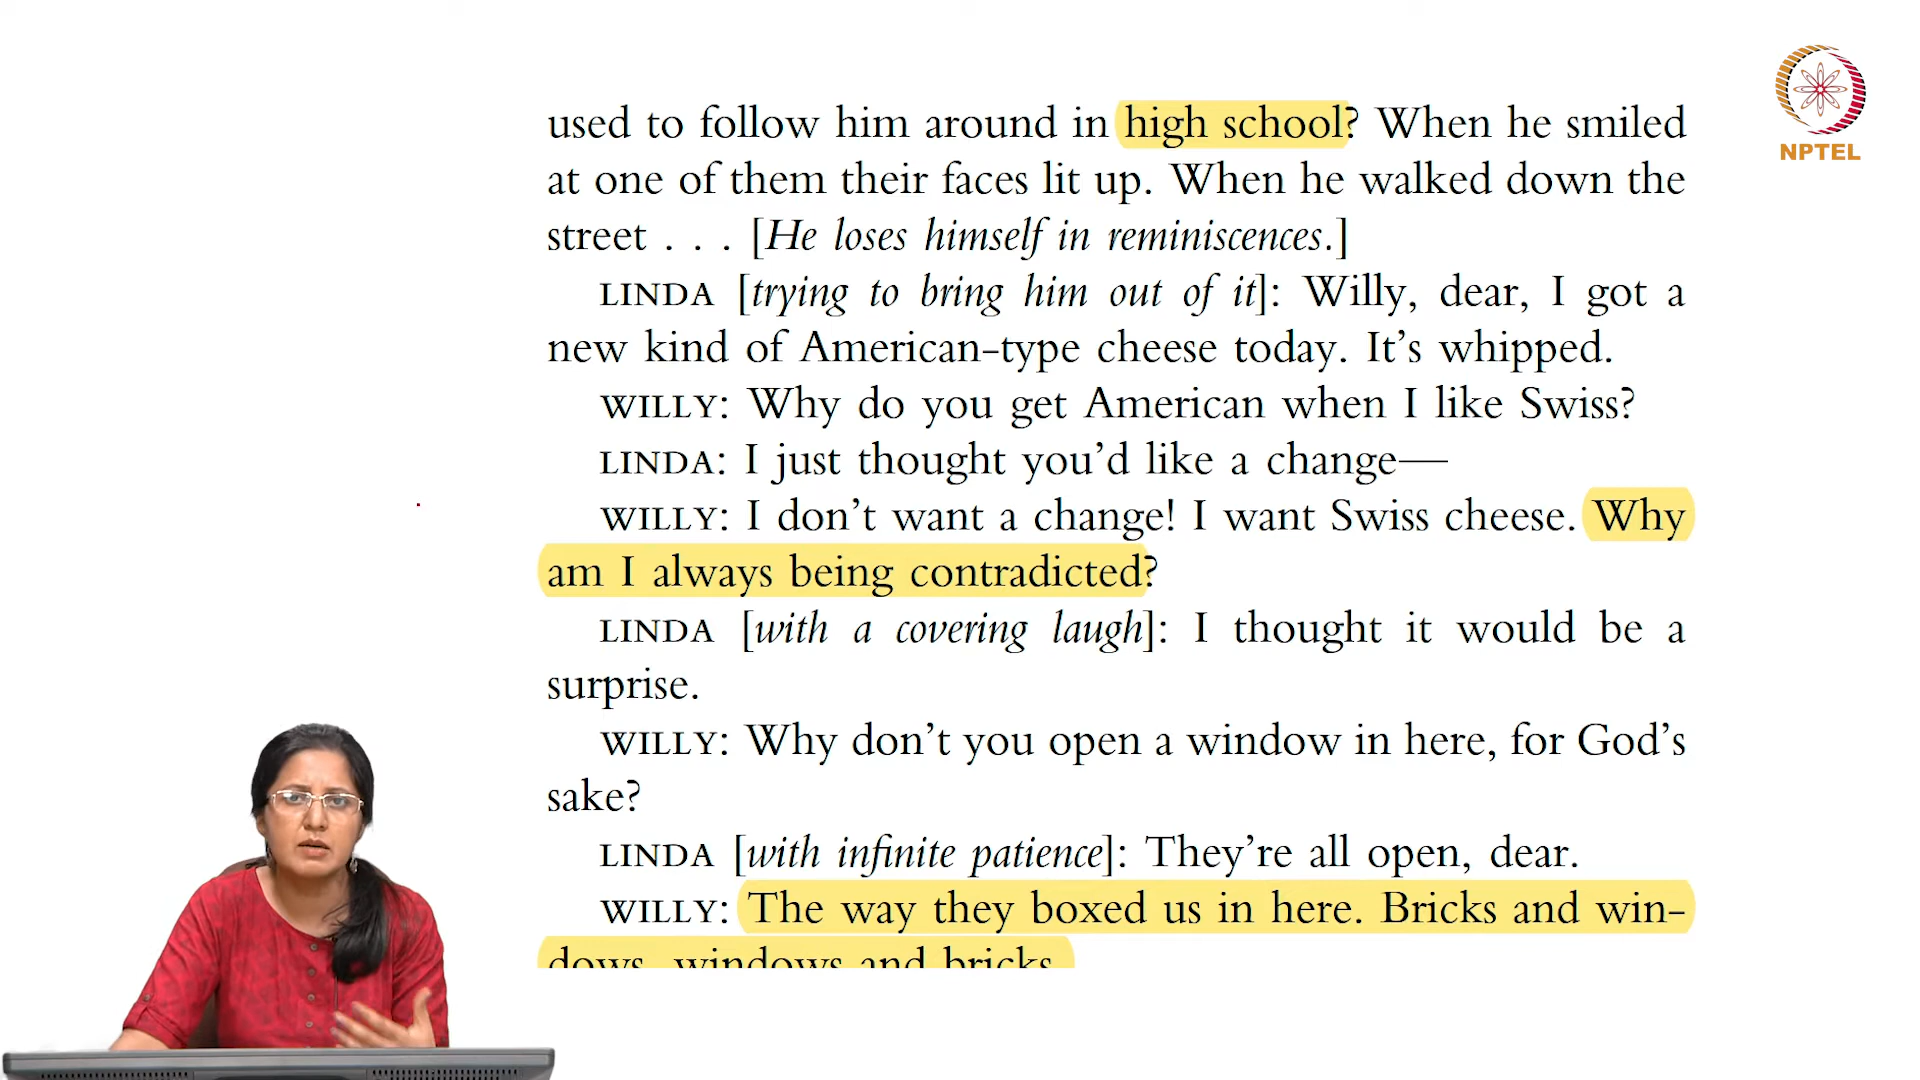 used to follow him around in high school? When he smiled
at one of them their faces lit up. When he walked down the
street . . . [He loses himself in reminiscences.]
LINDA [trying to bring him out of it]: Willy, dear, I got a
new kind of American-type cheese today. It’s whipped.
WILLY: Why do you get American when I like Swiss?
LINDA: I just thought you’d like a change—
WILLY: I don’t want a change! I want Swiss cheese. Why
am I always being contradicted?
LINDA [with a covering laugh]: I thought it would be a
surprise.
WILLY: Why don’t you open a window in here, for God’s
sake?
LINDA [with infinite patience]: They’re all open, dear.
WILLY: The way they boxed us in here. Bricks and win-
dows, windows and bricks.
NPTEL